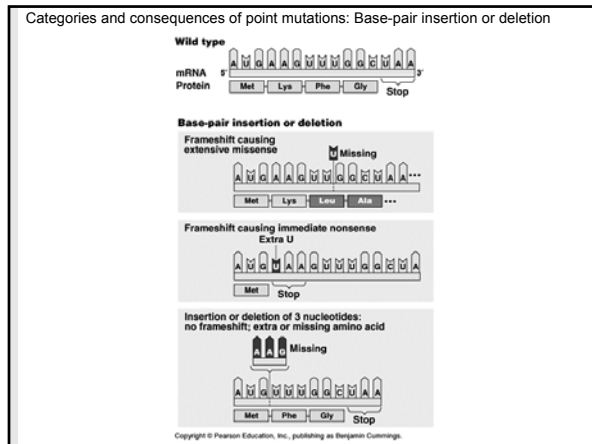 Categories and consequences of point mutations: Base-pair insertion or deletion
Wild type
A U G A A G U U U G G C U A A
mRNA 5' 3'
Protein Met Lys Phe Gly Stop
Base-pair insertion or deletion
Frameshift causing
extensive missense
U Missing
A U G A A G U U G G C U A A ...
Met Lys Leu Ala ...
Frameshift causing immediate nonsense
Extra U
A U G U A A G U U U G G C U A
Met Stop
Insertion or deletion of 3 nucleotides:
no frameshift; extra or missing amino acid
A A G Missing
A U G U U U G G C U A A
Met Phe Gly Stop
Copyright © Pearson Education, Inc., publishing as Benjamin Cummings.